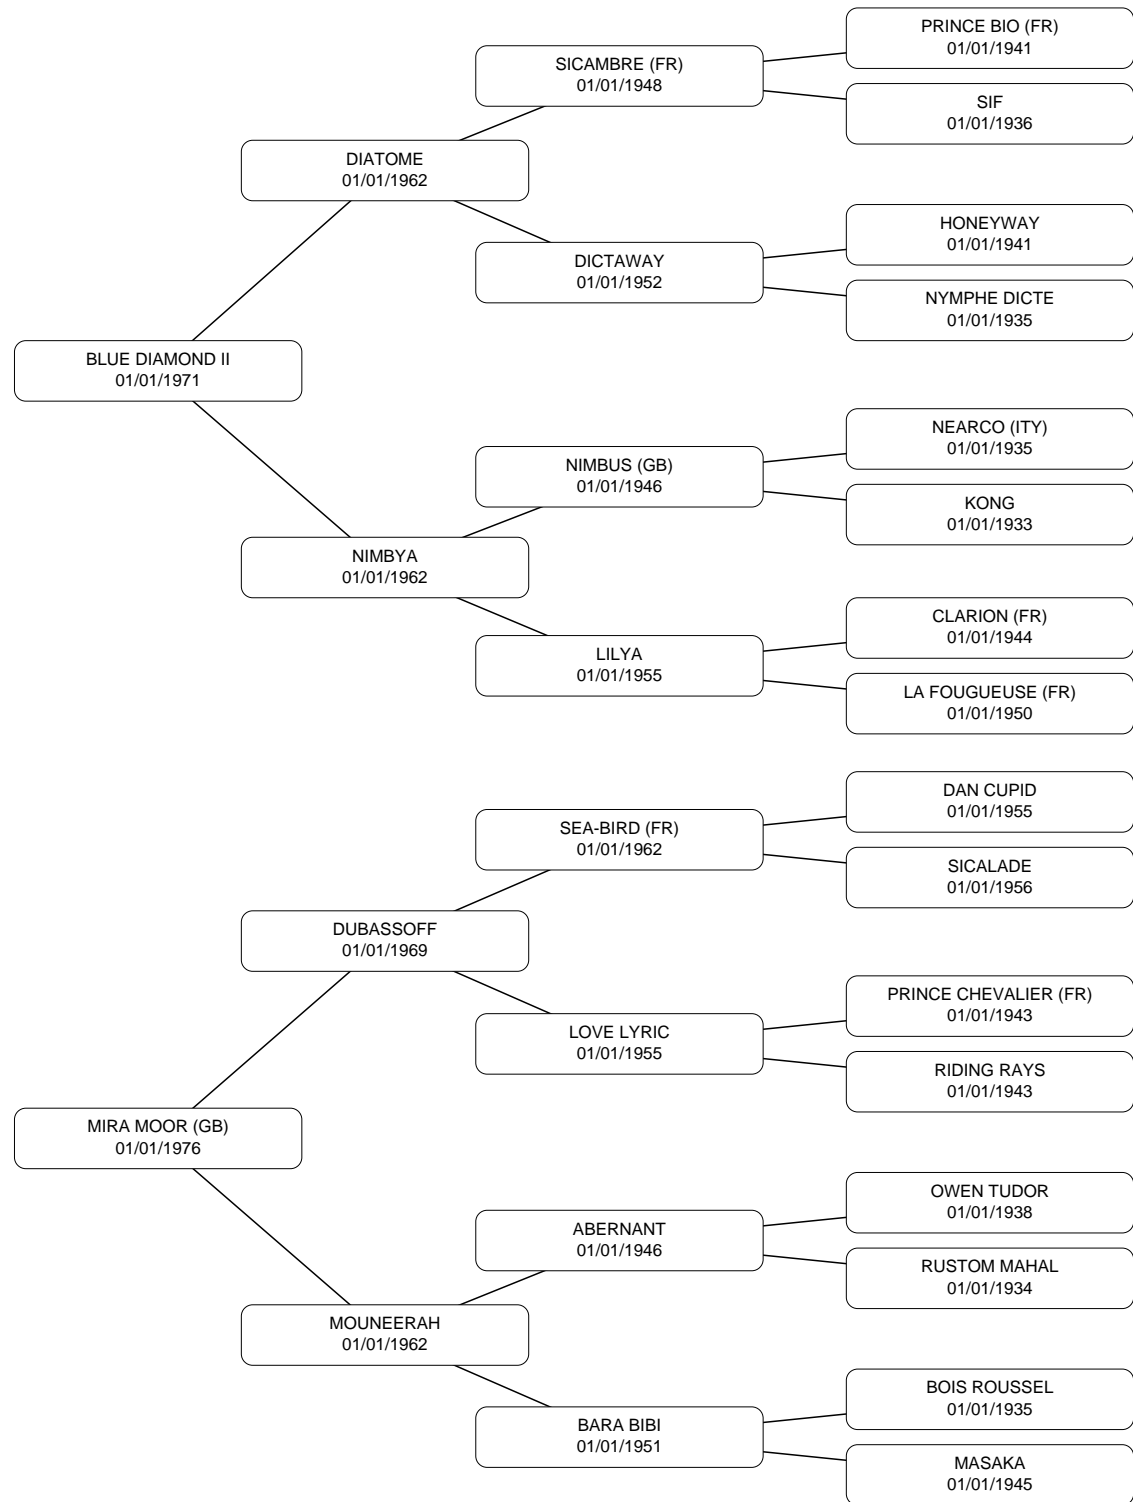 PRINCE BIO (FR)
01/01/1941
SICAMBRE (FR)
01/01/1948
SIF
01/01/1936
DIATOME
01/01/1962
HONEYWAY
01/01/1941
DICTAWAY
01/01/1952
NYMPHE DICTE
01/01/1935
BLUE DIAMOND II
01/01/1971
NEARCO (ITY)
01/01/1935
NIMBUS (GB)
01/01/1946
KONG
01/01/1933
NIMBYA
01/01/1962
CLARION (FR)
01/01/1944
LILYA
01/01/1955
LA FOUGUEUSE (FR)
01/01/1950
DAN CUPID
01/01/1955
SEA-BIRD (FR)
01/01/1962
SICALADE
01/01/1956
DUBASSOFF
01/01/1969
PRINCE CHEVALIER (FR)
01/01/1943
LOVE LYRIC
01/01/1955
RIDING RAYS
01/01/1943
MIRA MOOR (GB)
01/01/1976
OWEN TUDOR
01/01/1938
ABERNANT
01/01/1946
RUSTOM MAHAL
01/01/1934
MOUNEERAH
01/01/1962
BOIS ROUSSEL
01/01/1935
BARA BIBI
01/01/1951
MASAKA
01/01/1945